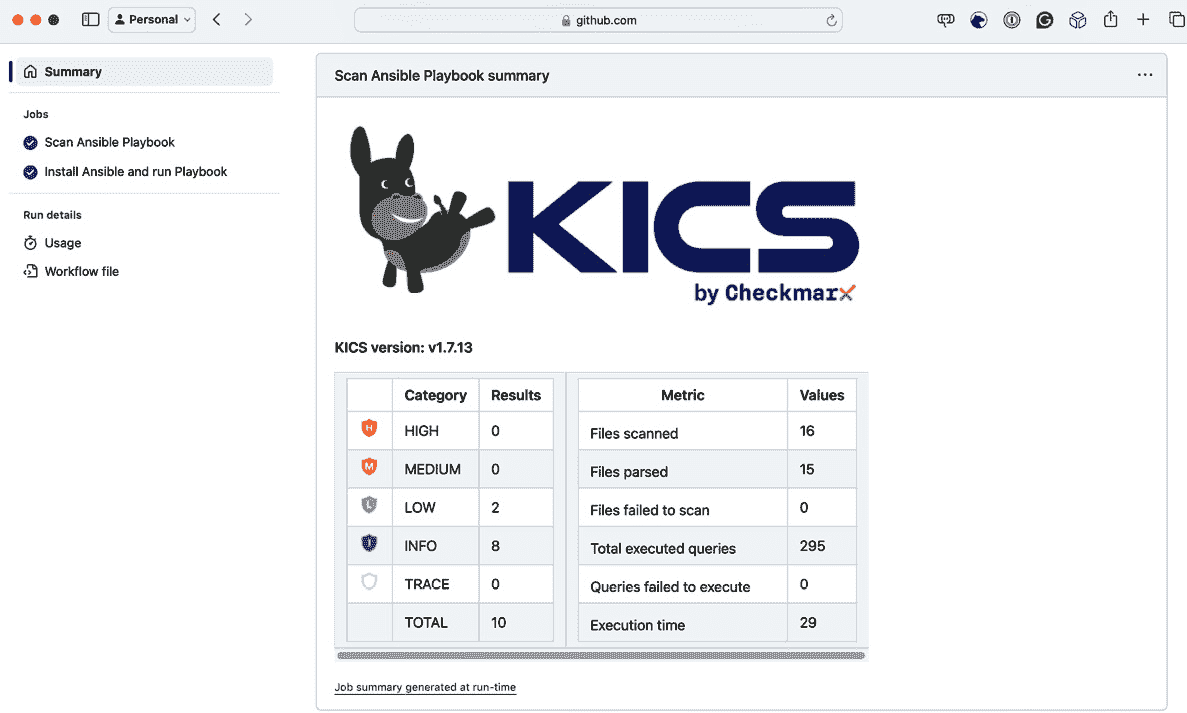 Personal
github.com
Summary
Jobs
Scan Ansible Playbook
Install Ansible and run Playbook
Run details
Usage
Workflow file
Scan Ansible Playbook summary
KICS
by Checkmarx
KICS version: v1.7.13
Category Results
H HIGH 0
M MEDIUM 0
L LOW 2
I INFO 8
TRACE 0
TOTAL 10
Metric Values
Files scanned 16
Files parsed 15
Files failed to scan 0
Total executed queries 295
Queries failed to execute 0
Execution time 29
Job summary generated at run-time